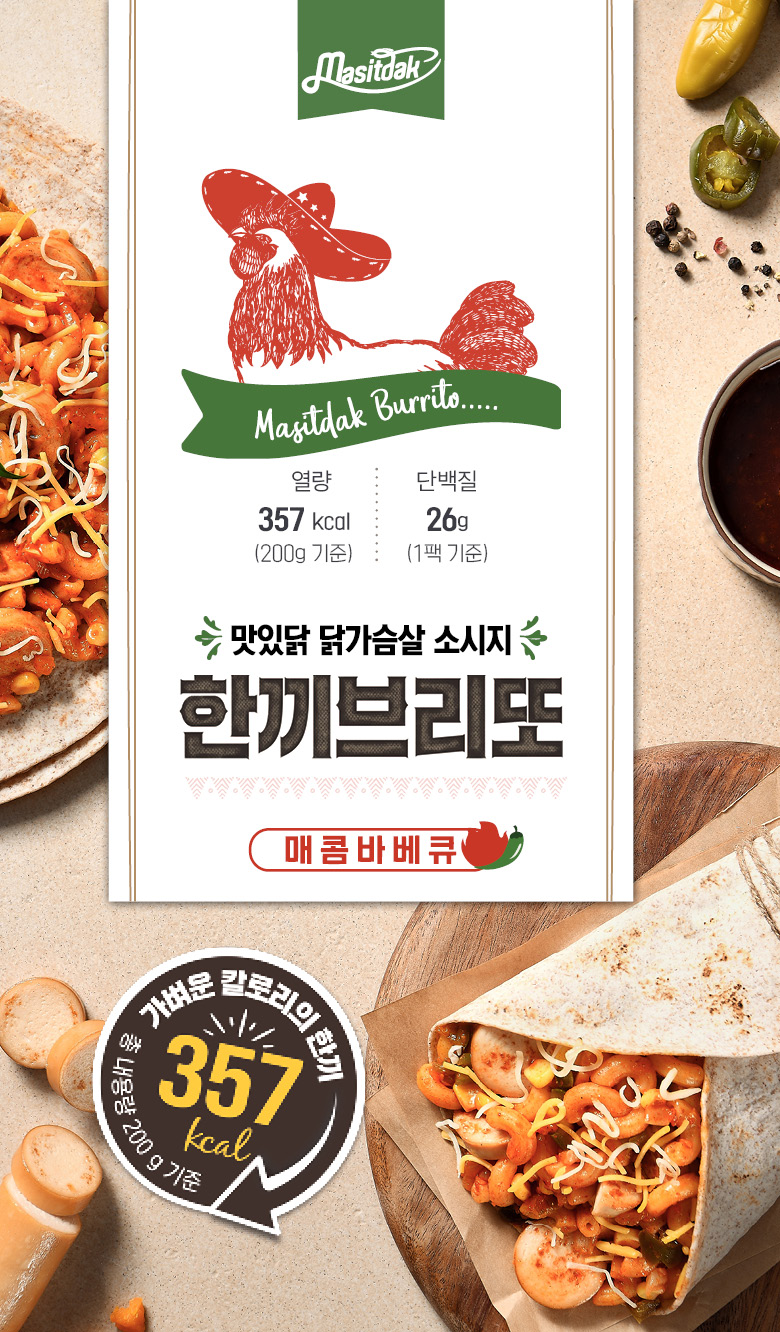 Masitdak
Masitdak Burrito.....
열량
357 kcal
(200g 기준)
단백질
26g
(1팩 기준)
맛있닭 닭가슴살 소시지
한끼브리또
매콤바베큐
가벼운 칼로리의 한끼
357
kcal
총 내용량 200 g 기준